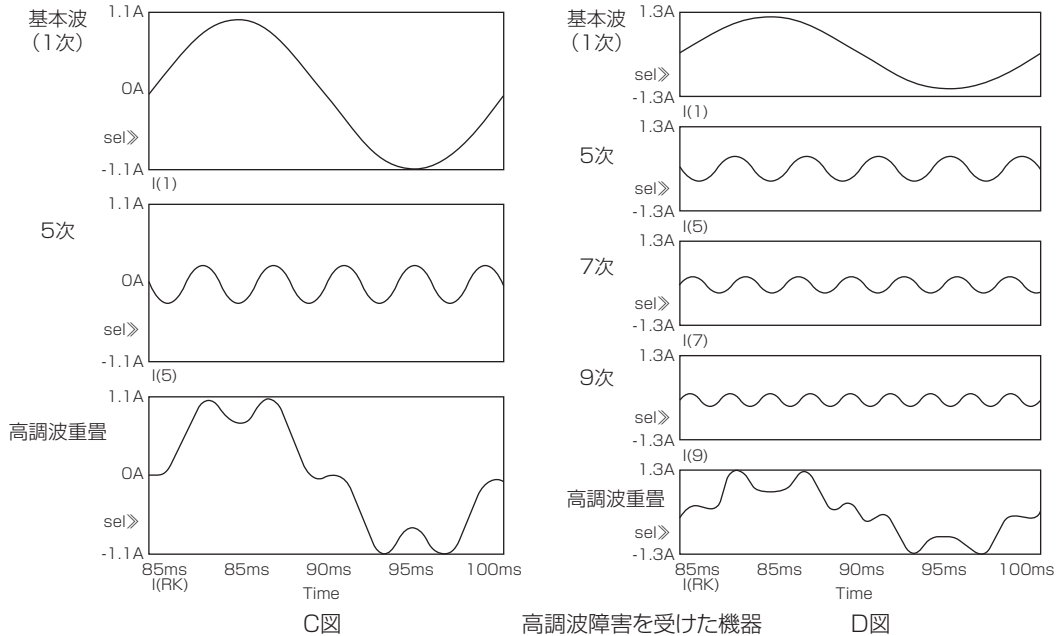 基本波
(1次)
1.1A
0A
sel≫
-1.1A
I(1)
5次
1.1A
0A
sel≫
-1.1A
I(5)
高調波重畳
1.1A
0A
sel≫
-1.1A
85ms 85ms 90ms 95ms 100ms
I(RK)
Time
C図
基本波
(1次)
1.3A
sel≫
-1.3A
I(1)
5次
1.3A
sel≫
-1.3A
I(5)
7次
1.3A
sel≫
-1.3A
I(7)
9次
1.3A
sel≫
-1.3A
I(9)
高調波重畳
1.3A
sel≫
-1.3A
85ms 85ms 90ms 95ms 100ms
I(RK)
Time
D図
高調波障害を受けた機器